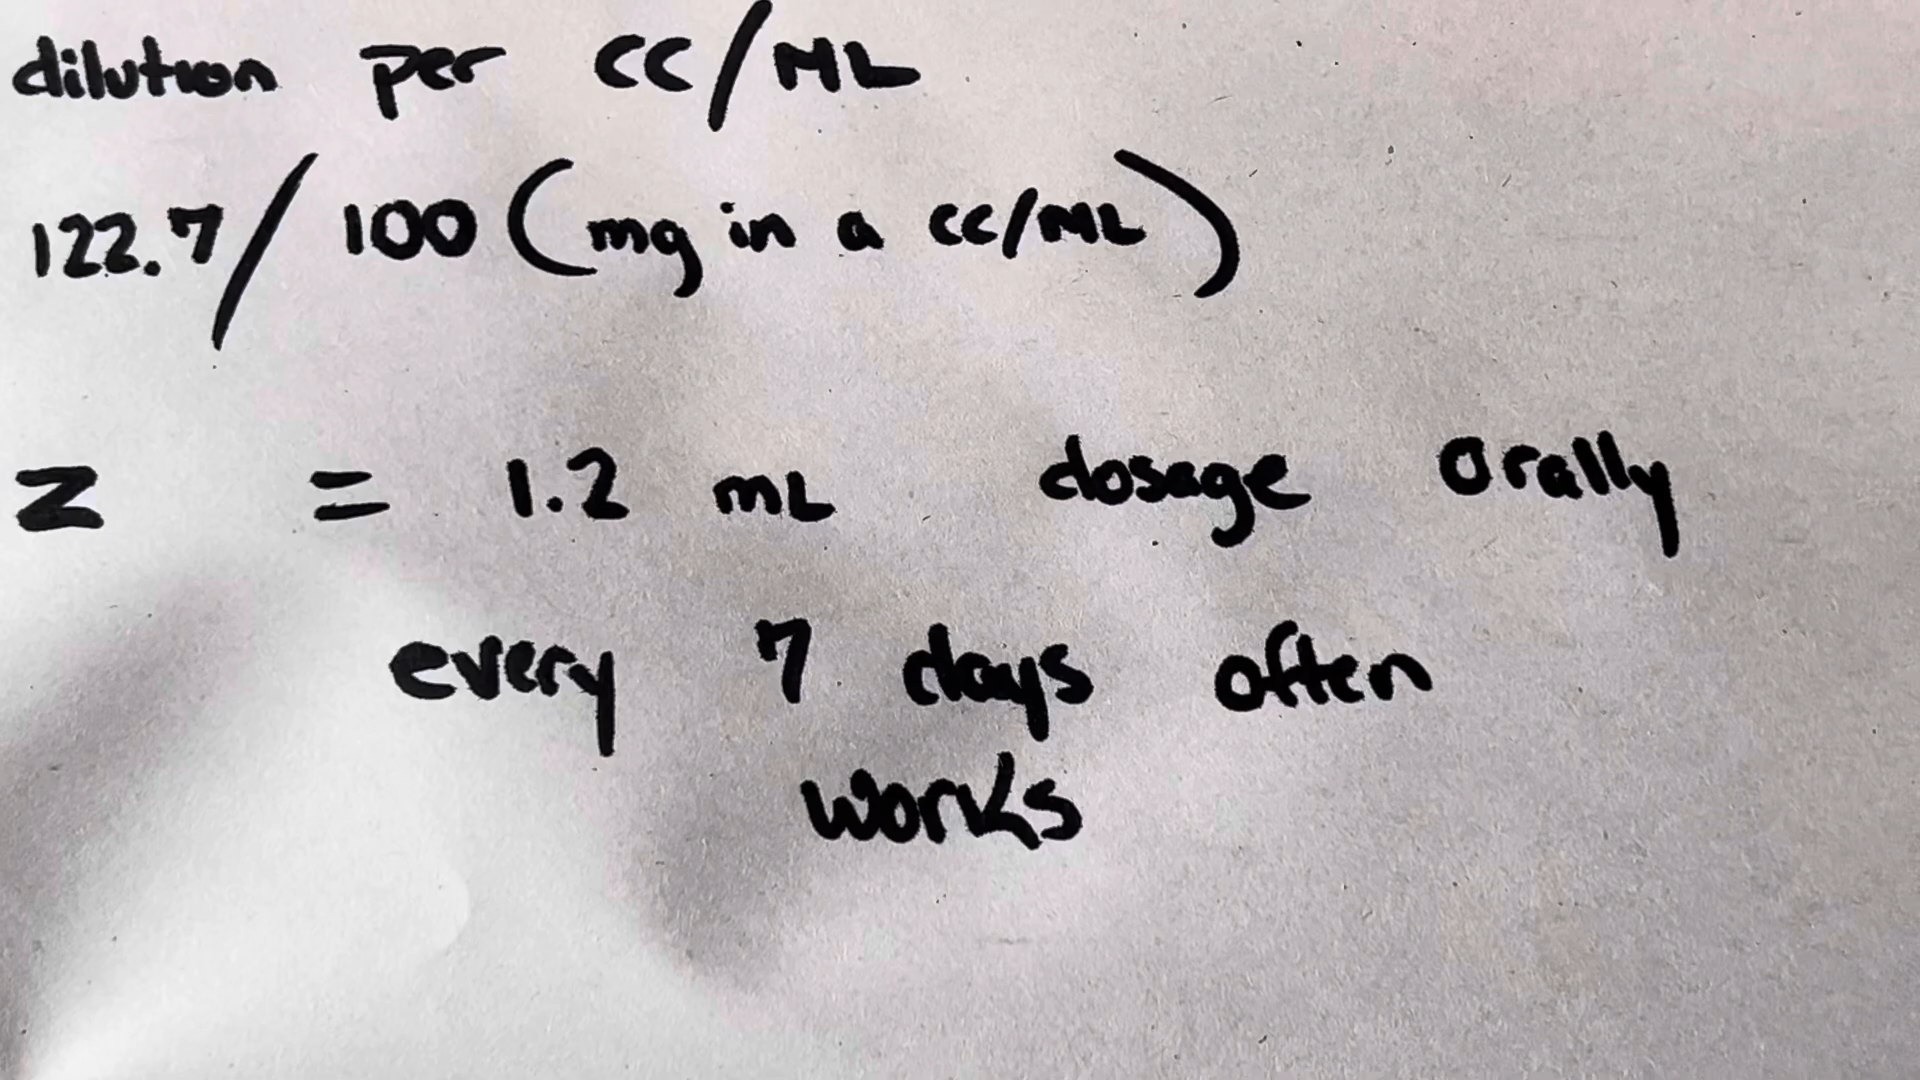 dilution per CC/ML
122.7/100 (mg in a CC/ML)
Z = 1.2 mL dosage orally
every 7 days often
works